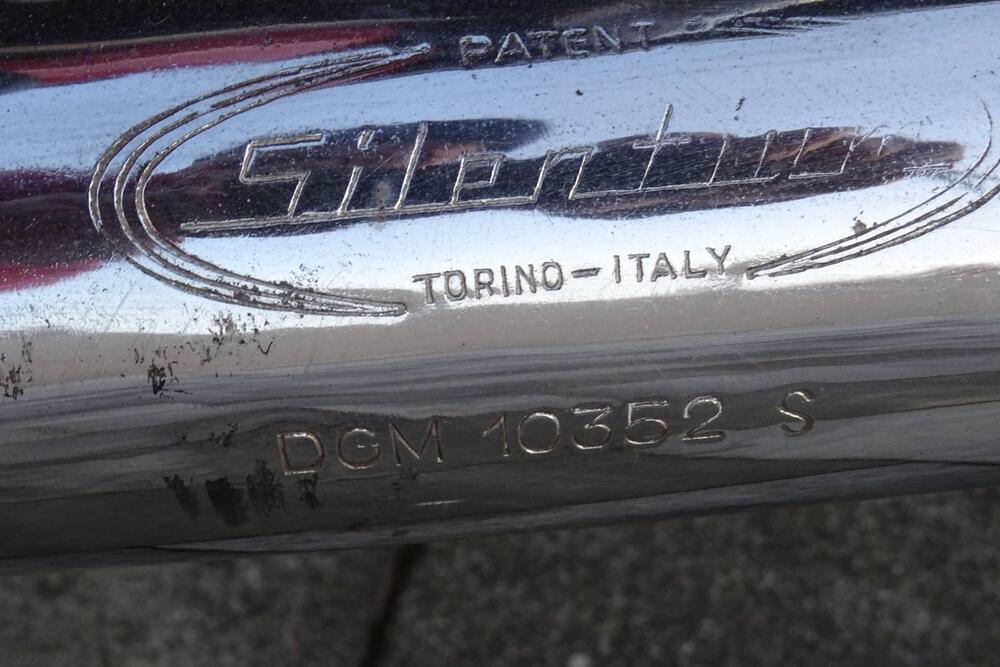 PATENT
Silentium
TORINO-ITALY
DGM 10352 S